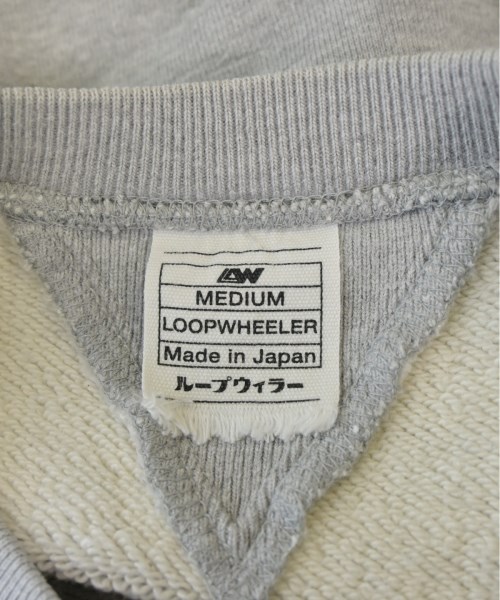 LW
MEDIUM
LOOPWHEELER
Made in Japan
ループウィラー